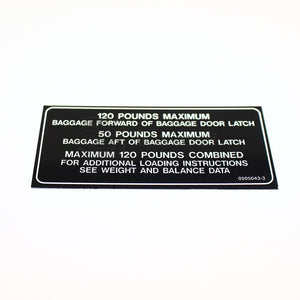 120 POUNDS MAXIMUM
BAGGAGE FORWARD OF BAGGAGE DOOR LATCH
50 POUNDS MAXIMUM
BAGGAGE AFT OF BAGGAGE DOOR LATCH
MAXIMUM 120 POUNDS COMBINED
FOR ADDITIONAL LOADING INSTRUCTIONS
SEE WEIGHT AND BALANCE DATA
0505043-3